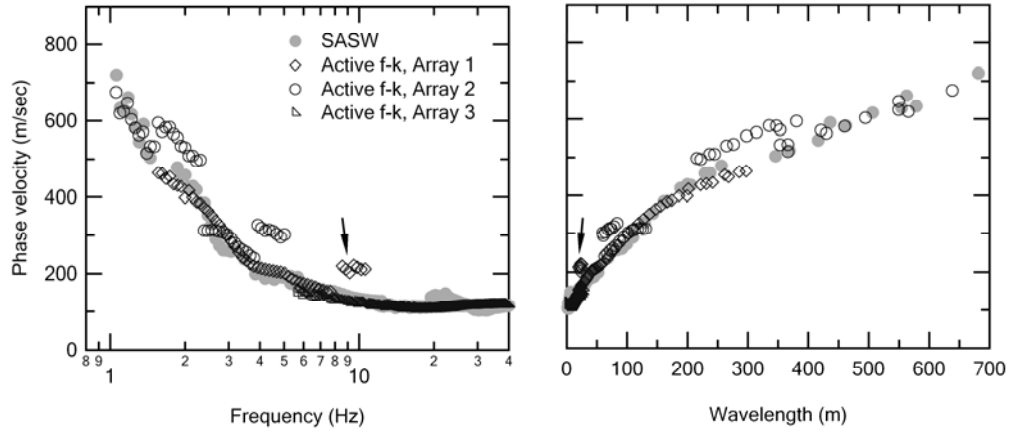 800
600
400
200
0
Phase velocity (m/sec)
SASW
Active f-k, Array 1
Active f-k, Array 2
Active f-k, Array 3
8 9 2 3 4 5 6 7 8 9 2 3 4
1 10
Frequency (Hz)
0 100 200 300 400 500 600 700
Wavelength (m)